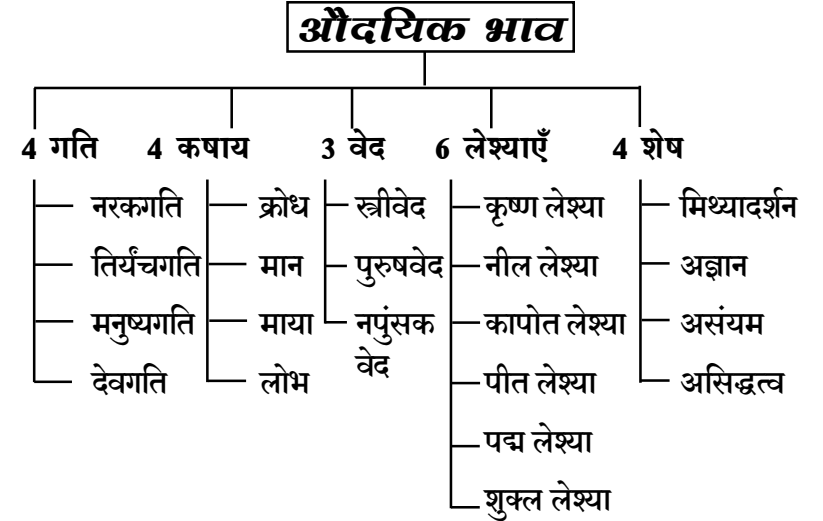 औदयिक भाव
4 गति
4 कषाय
3 वेद
6 लेश्याएँ
4 शेष
नरकगति
तिर्यंचगति
मनुष्यगति
देवगति
क्रोध
मान
माया
लोभ
स्त्रीवेद
पुरुषवेद
नपुंसक
वेद
कृष्ण लेश्या
नील लेश्या
कापोत लेश्या
पीत लेश्या
पद्म लेश्या
शुक्ल लेश्या
मिथ्यादर्शन
अज्ञान
असंयम
असिद्धत्व